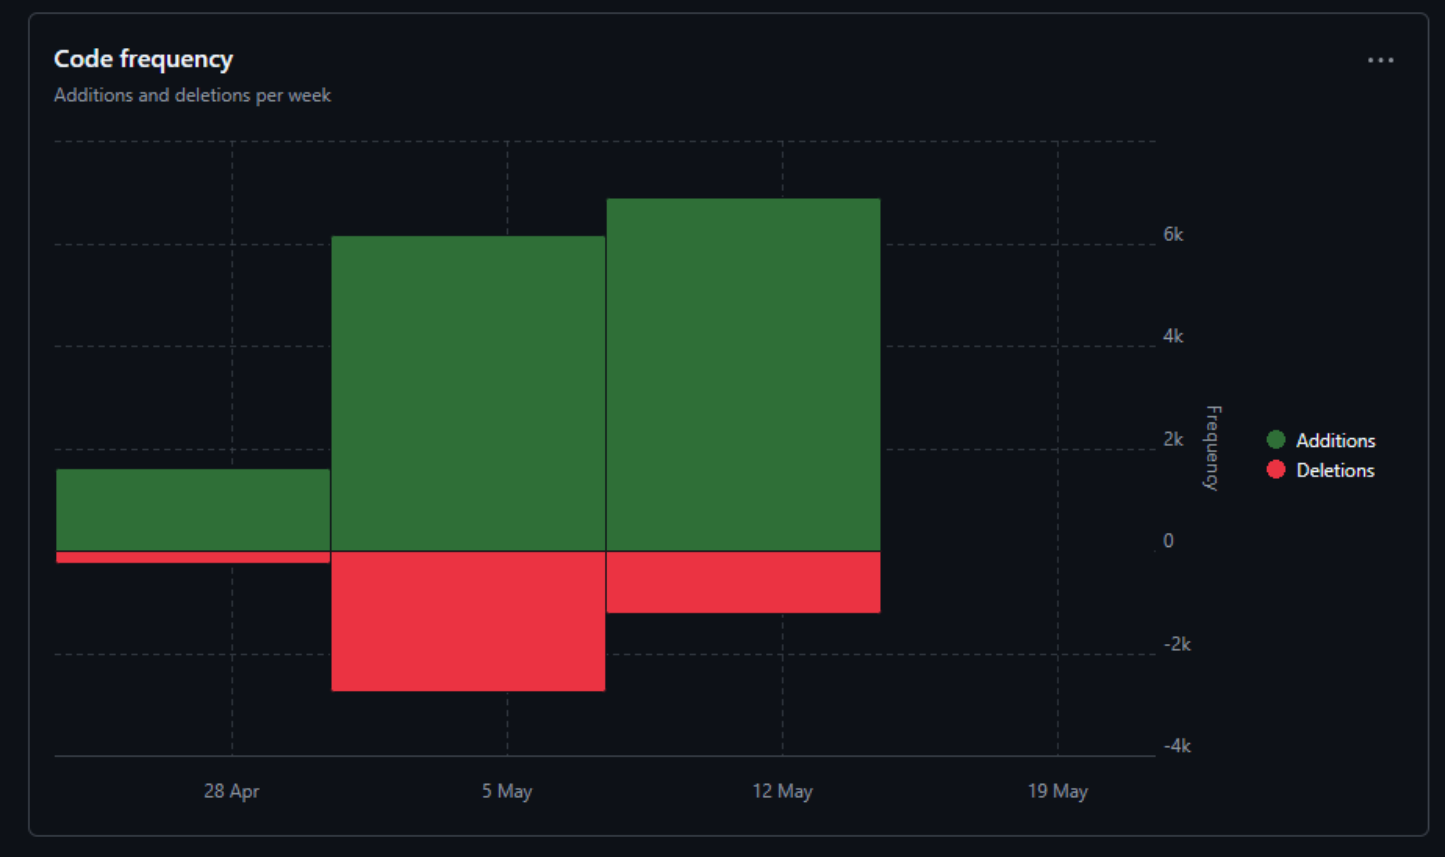 Code frequency
Additions and deletions per week
6k
4k
2k
0
-2k
-4k
Frequency
Additions
Deletions
28 Apr
5 May
12 May
19 May